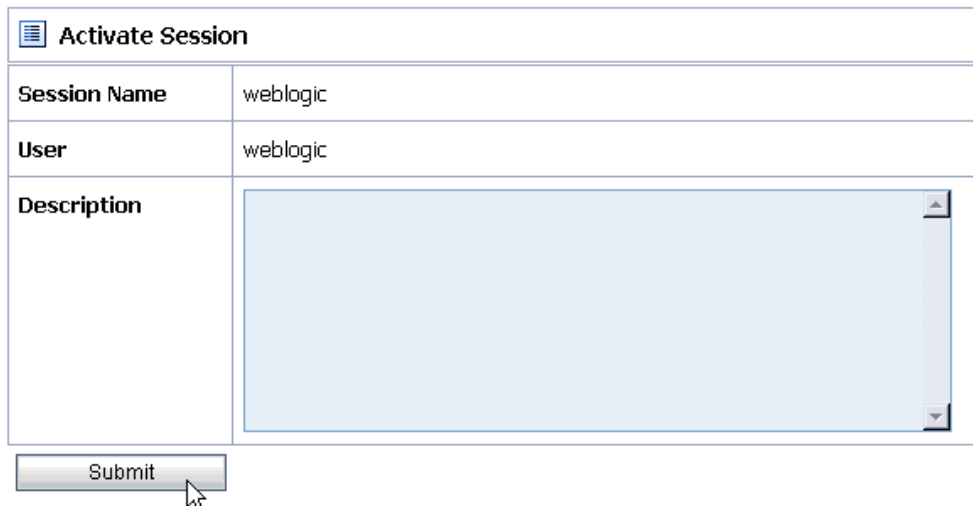 Activate Session
Session Name weblogic
User weblogic
Description
Submit